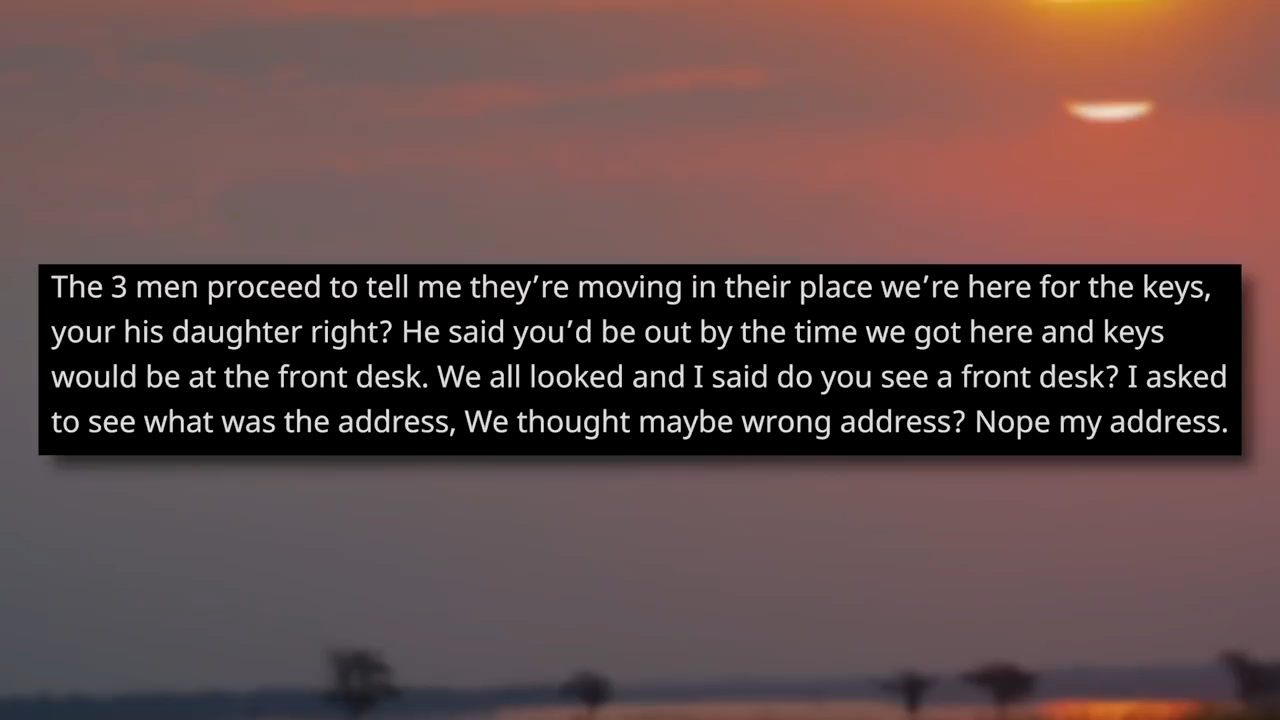 The 3 men proceed to tell me they’re moving in their place we’re here for the keys,
your his daughter right? He said you’d be out by the time we got here and keys
would be at the front desk. We all looked and I said do you see a front desk? I asked
to see what was the address, We thought maybe wrong address? Nope my address.